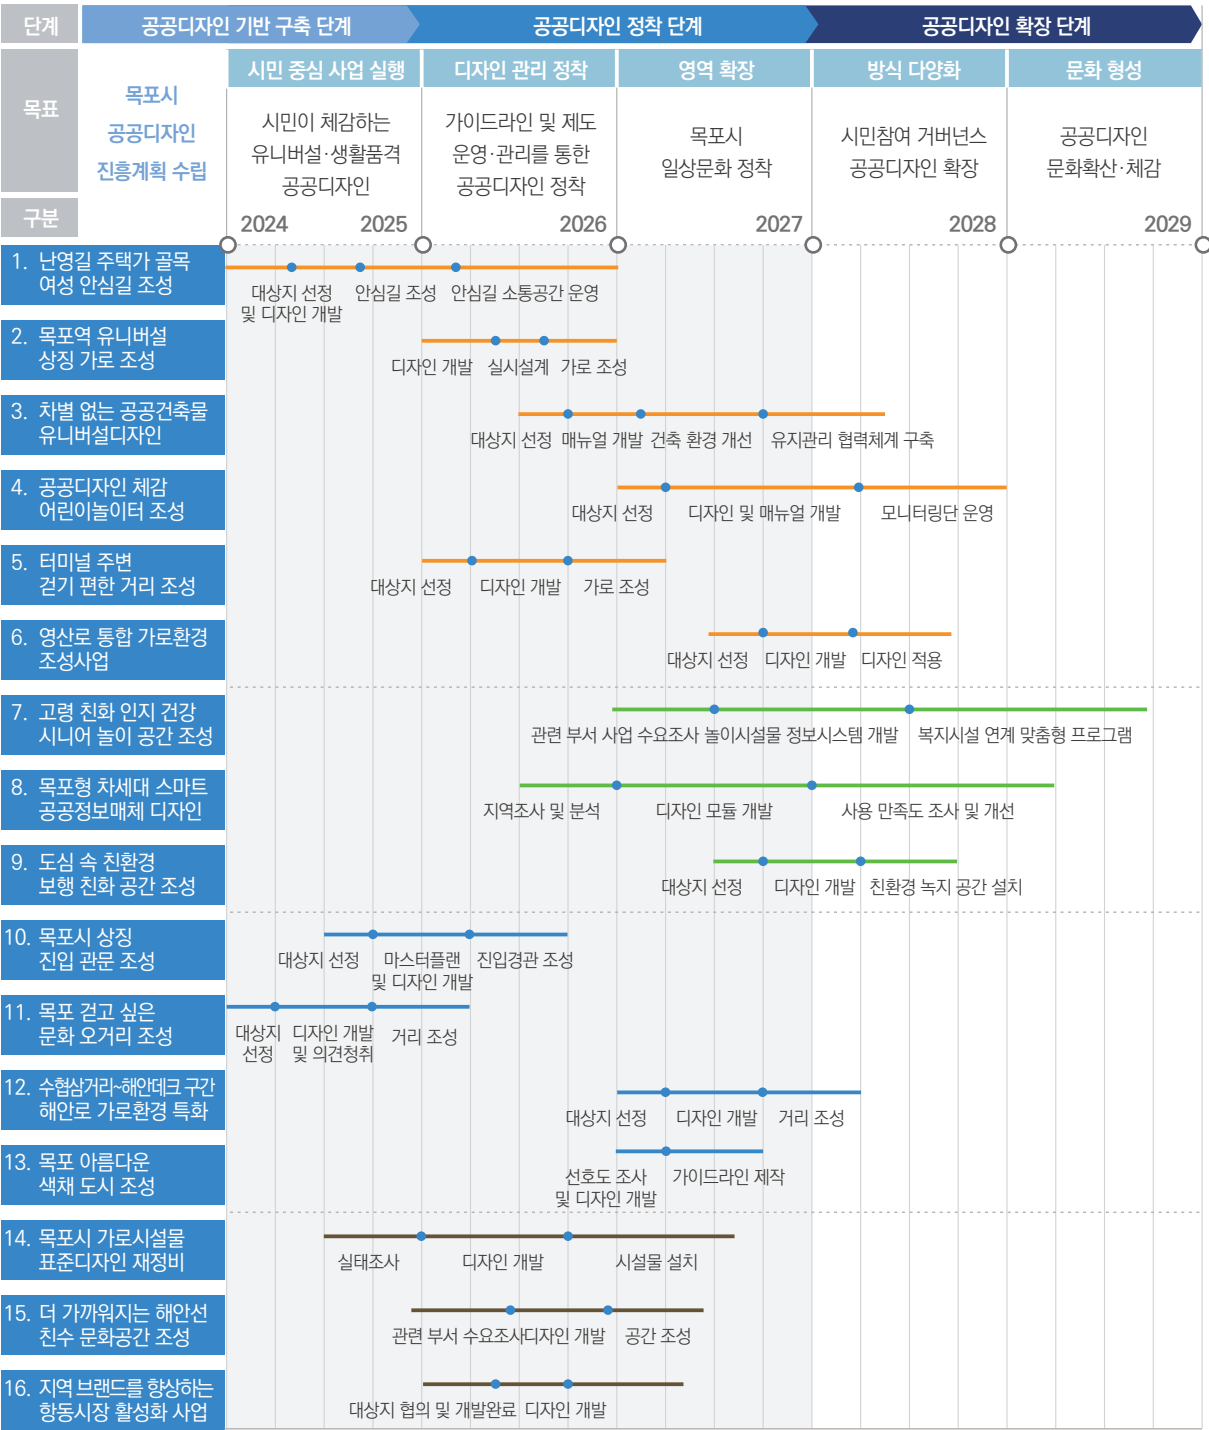 단계
공공디자인 기반 구축 단계
공공디자인 정착 단계
공공디자인 확장 단계
목표
목포시
공공디자인
진흥계획 수립
시민 중심 사업 실행
디자인 관리 정착
영역 확장
방식 다양화
문화 형성
시민이 체감하는
유니버설·생활품격
공공디자인
가이드라인 및 제도
운영·관리를 통한
공공디자인 정착
목포시
일상문화 정착
시민참여 거버넌스
공공디자인 확장
공공디자인
문화확산·체감
구분
2024
2025
2026
2027
2028
2029
1. 난영길 주택가 골목
여성 안심길 조성
대상지 선정
및 디자인 개발
안심길 조성
안심길 소통공간 운영
2. 목포역 유니버설
상징 가로 조성
디자인 개발
실시설계
가로 조성
3. 차별 없는 공공건축물
유니버설디자인
대상지 선정
매뉴얼 개발
건축 환경 개선
유지관리 협력체계 구축
4. 공공디자인 체감
어린이놀이터 조성
대상지 선정
디자인 및 매뉴얼 개발
모니터링단 운영
5. 터미널 주변
걷기 편한 거리 조성
대상지 선정
디자인 개발
가로 조성
6. 영산로 통합 가로환경
조성사업
대상지 선정
디자인 개발
디자인 적용
7. 고령 친화 인지 건강
시니어 놀이 공간 조성
관련 부서 사업 수요조사
놀이시설물 정보시스템 개발
복지시설 연계 맞춤형 프로그램
8. 목포형 차세대 스마트
공공정보매체 디자인
지역조사 및 분석
디자인 모듈 개발
사용 만족도 조사 및 개선
9. 도심 속 친환경
보행 친화 공간 조성
대상지 선정
디자인 개발
친환경 녹지 공간 설치
10. 목포시 상징
진입 관문 조성
대상지 선정
마스터플랜
및 디자인 개발
진입경관 조성
11. 목포 걷고 싶은
문화 오거리 조성
대상지
선정
디자인 개발
및 의견청취
거리 조성
12. 수협삼거리~해안데크 구간
해안로 가로환경 특화
대상지 선정
디자인 개발
거리 조성
13. 목포 아름다운
색채 도시 조성
선호도 조사
및 디자인 개발
가이드라인 제작
14. 목포시 가로시설물
표준디자인 재정비
실태조사
디자인 개발
시설물 설치
15. 더 가까워지는 해안선
친수 문화공간 조성
관련 부서 수요조사
디자인 개발
공간 조성
16. 지역 브랜드를 향상하는
항동시장 활성화 사업
대상지 협의 및 개발완료
디자인 개발